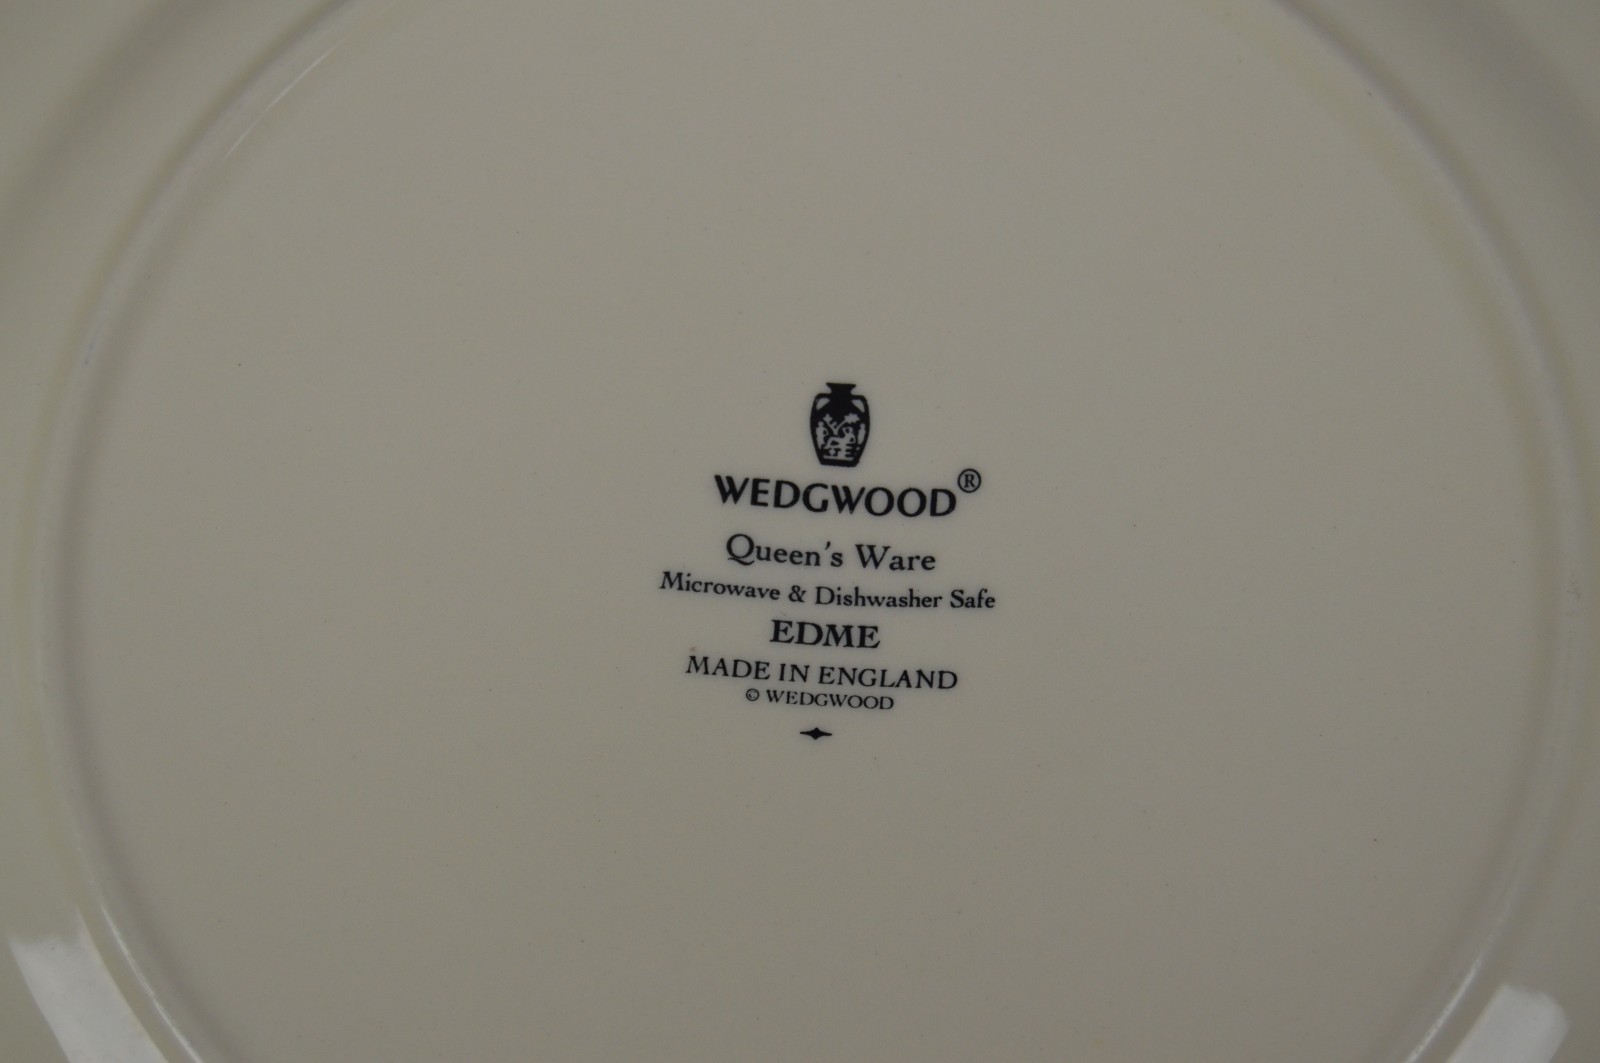 WEDGWOOD®
Queen's Ware
Microwave & Dishwasher Safe
EDME
MADE IN ENGLAND
© WEDGWOOD